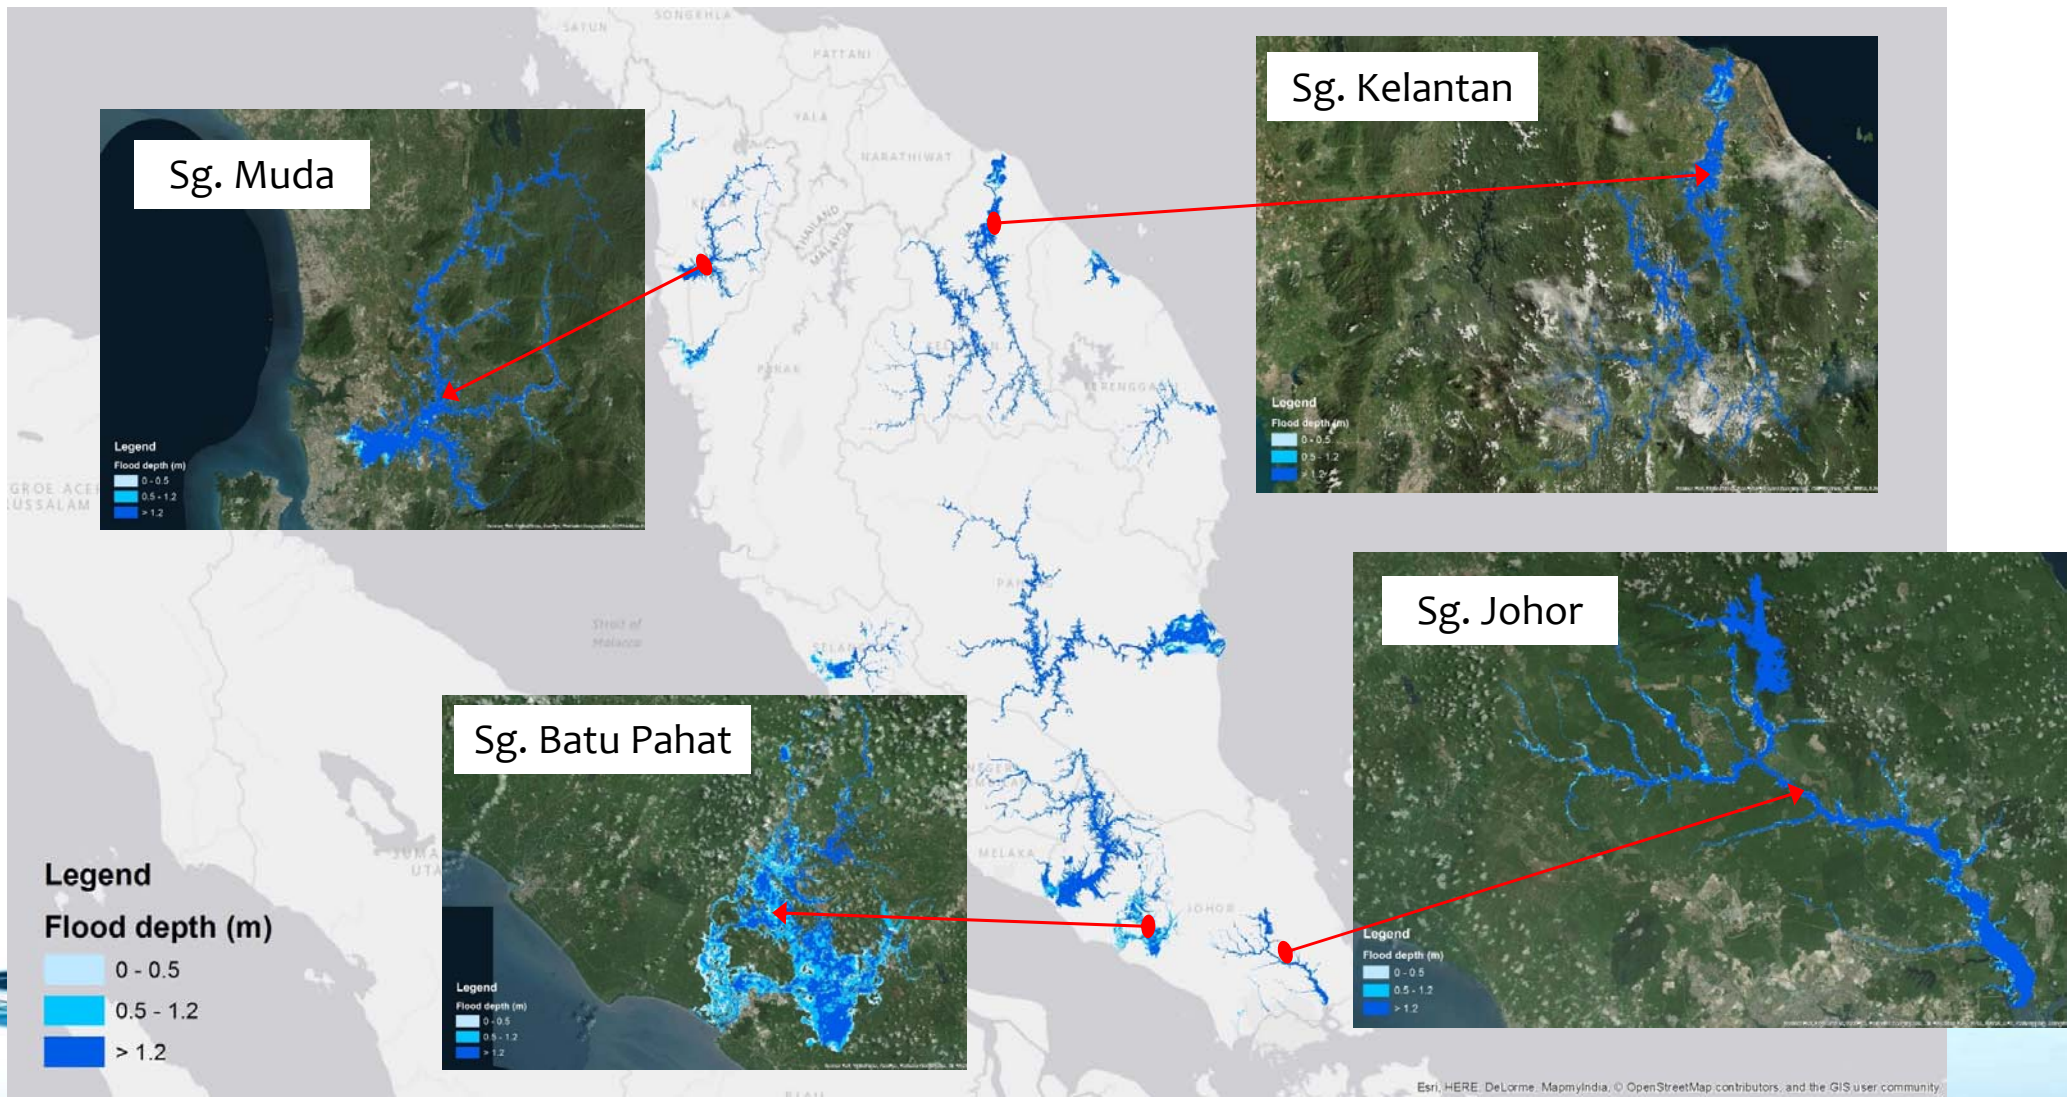 SONGKHLA
SATUN
PATTANI
YALA
NARATHIWAT
THAILAND
MALAYSIA
PERAK
TERENGGANU
Sg. Muda
Legend
Flood depth (m)
0 - 0.5
0.5 - 1.2
> 1.2
Sg. Kelantan
Legend
Flood depth (m)
0 - 0.5
0.5 - 1.2
> 1.2
Strait of
Malacca
MELAKA
JOHOR
Sg. Batu Pahat
Legend
Flood depth (m)
0 - 0.5
0.5 - 1.2
> 1.2
Sg. Johor
Legend
Flood depth (m)
0 - 0.5
0.5 - 1.2
> 1.2
Legend
Flood depth (m)
0 - 0.5
0.5 - 1.2
> 1.2
Esri, HERE, DeLorme, MapmyIndia, © OpenStreetMap contributors, and the GIS user community